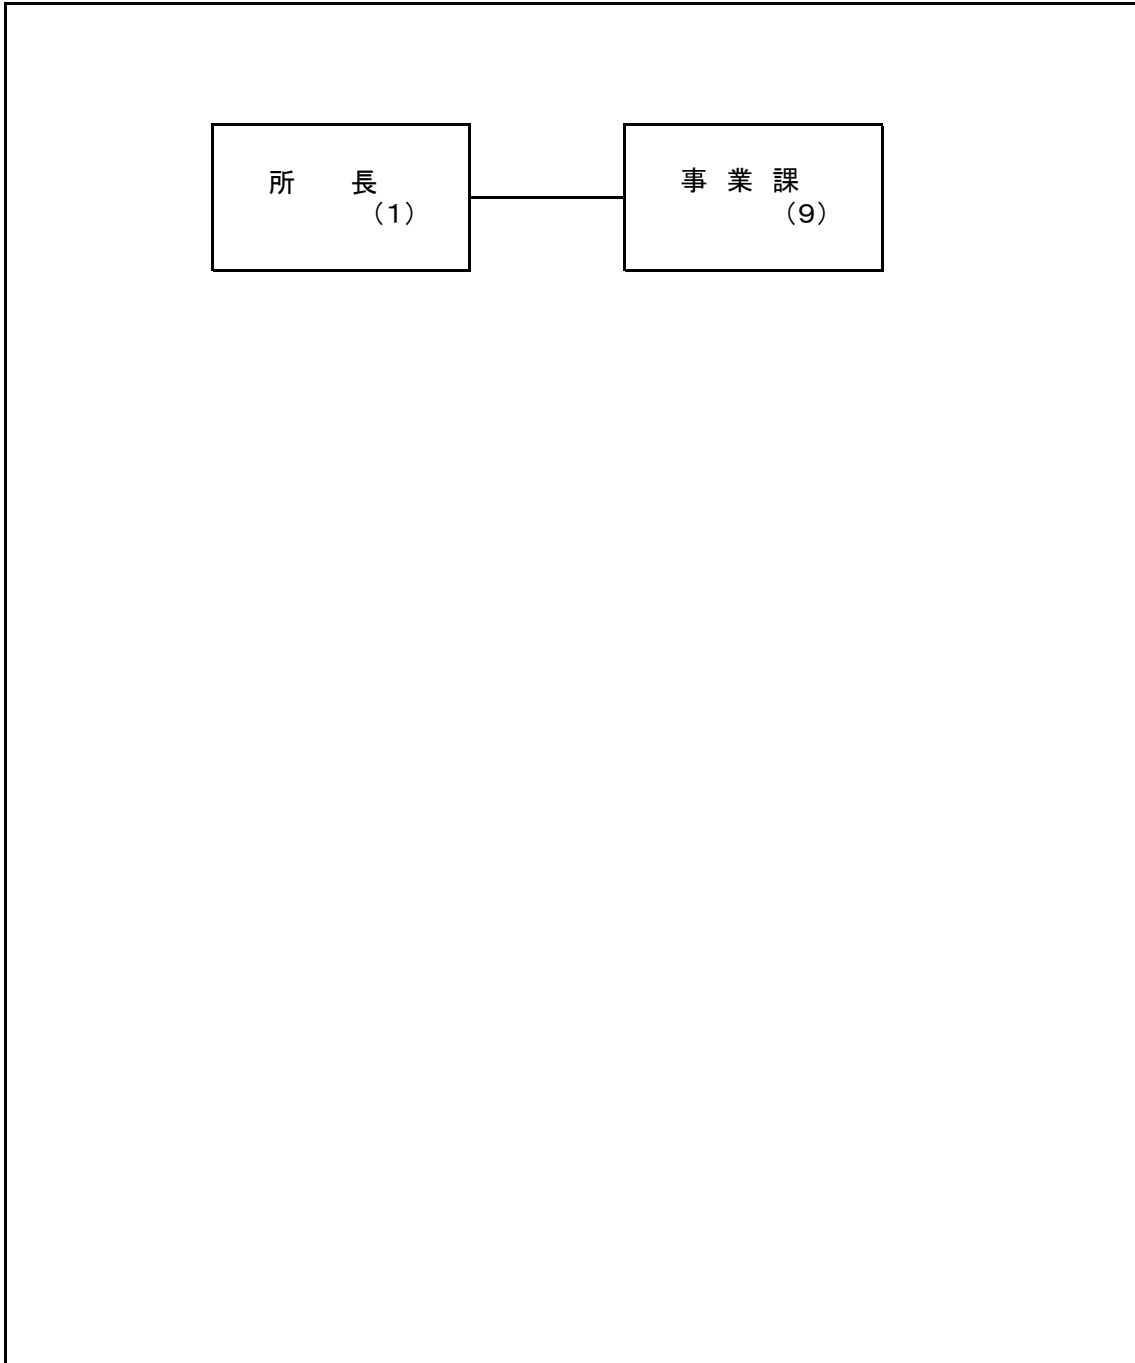 所　長
（1）
事 業 課
（9）